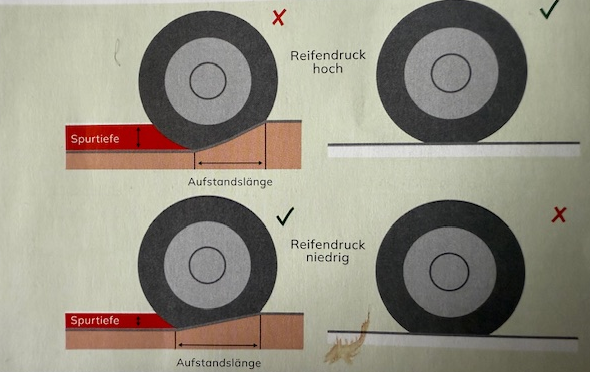 Reifendruck
hoch
Spurtiefe
Aufstandslänge
Reifendruck
niedrig
Spurtiefe
Aufstandslänge